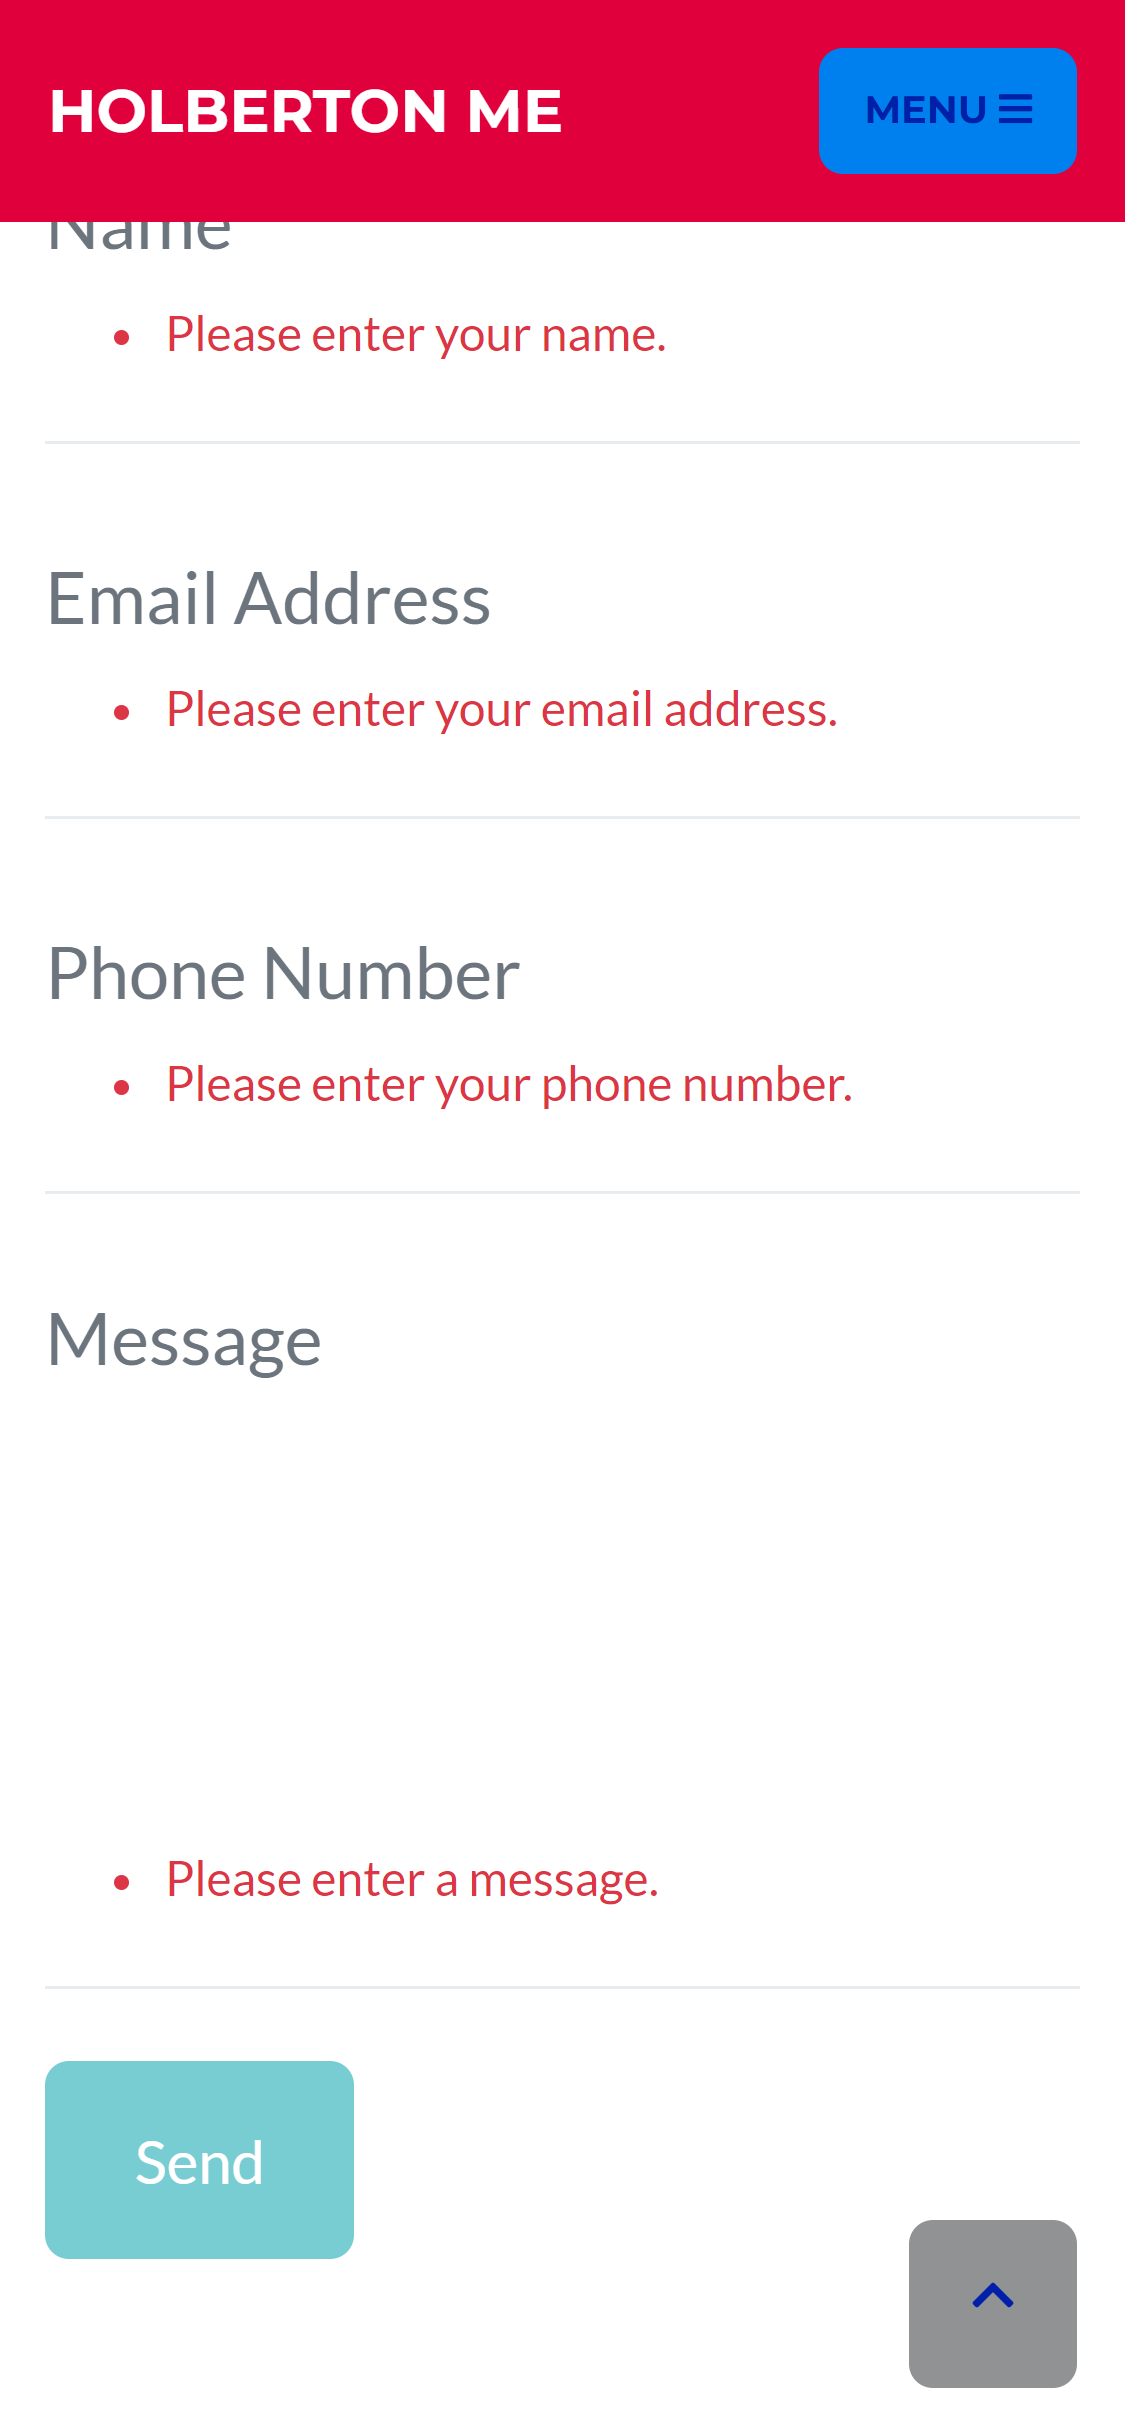 HOLBERTON ME
MENU
Name
Please enter your name.
Email Address
Please enter your email address.
Phone Number
Please enter your phone number.
Message
Please enter a message.
Send